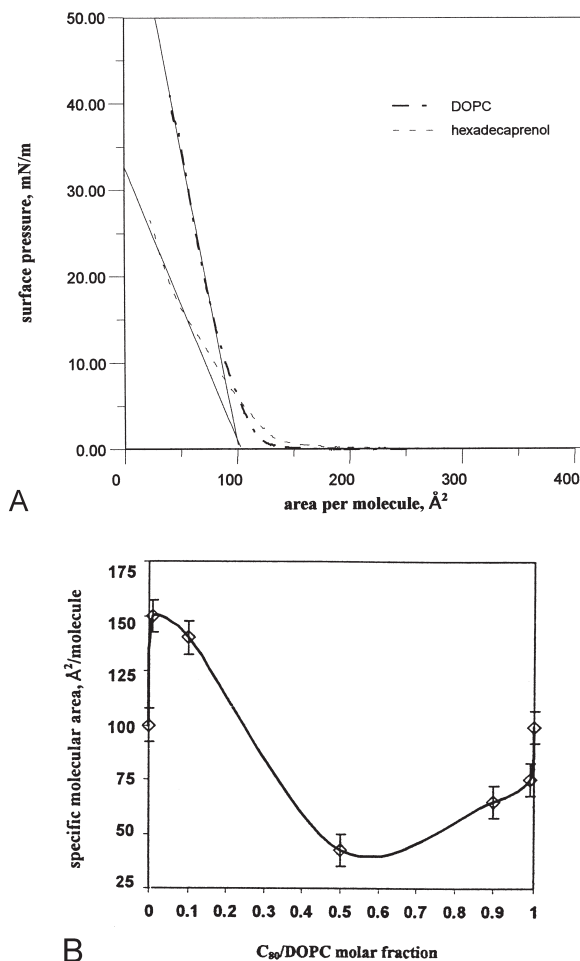 50.00
40.00
30.00
20.00
10.00
0.00
surface pressure, mN/m
DOPC
hexadecaprenol
0 100 200 300 400
area per molecule, Å²
A
175
150
125
100
75
50
25
specific molecular area, Å²/molecule
0 0.1 0.2 0.3 0.4 0.5 0.6 0.7 0.8 0.9 1
C₈₀/DOPC molar fraction
B